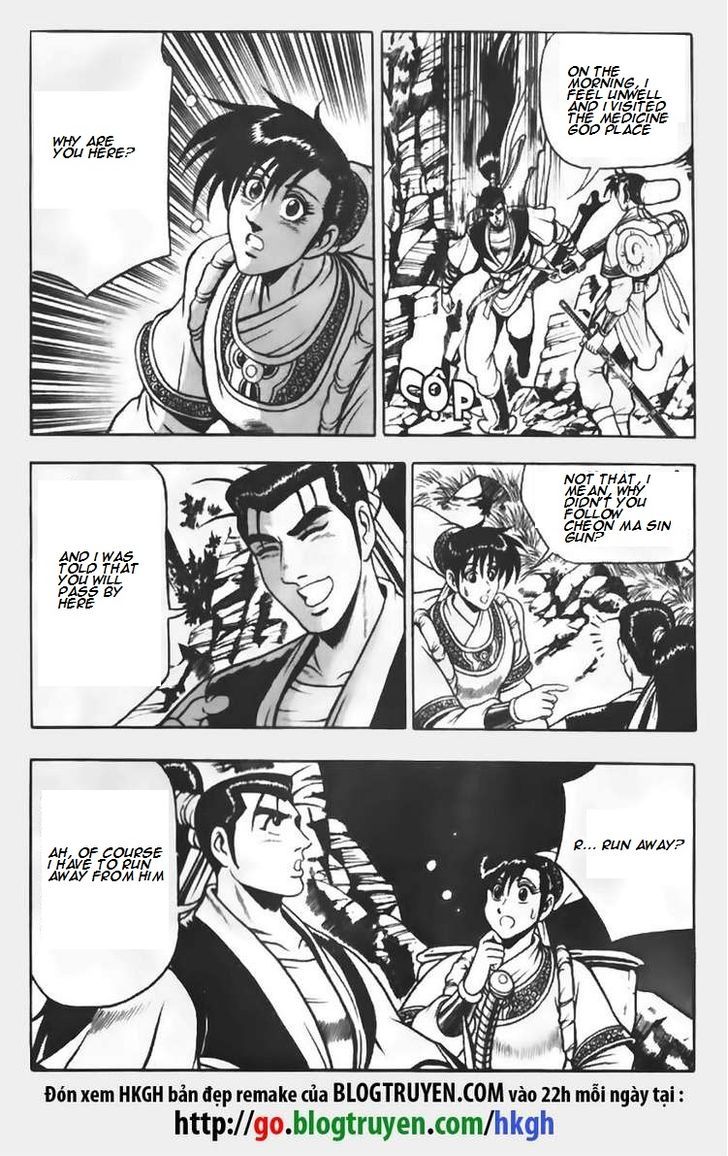 WHY ARE
YOU HERE?
ON THE
MORNING, I
FEEL UNWELL
AND I VISITED
THE MEDICINE
GOD PLACE
CỘP
AND I WAS
TOLD THAT
YOU WILL
PASS BY
HERE
NOT THAT, I
MEAN, WHY
DIDN'T YOU
FOLLOW
CHEON MA SIN
GUN?
AH, OF COURSE
I HAVE TO RUN
AWAY FROM HIM
R... RUN AWAY?
Đón xem HKGH bản đẹp remake của BLOGTRUYEN.COM vào 22h mỗi ngày tại :
http://go.blogtruyen.com/hkgh